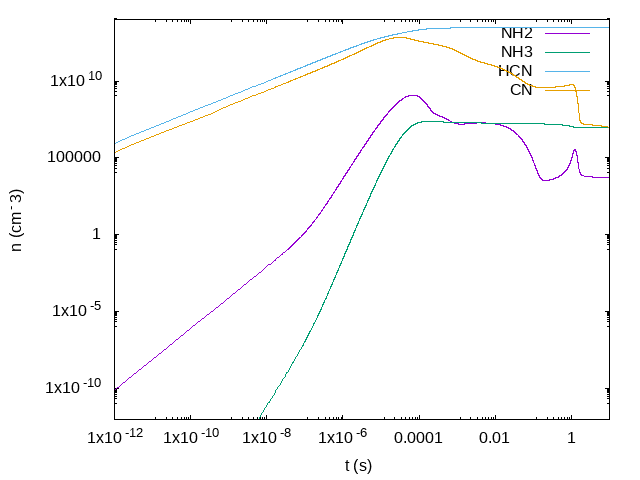 NH2
NH3
HCN
CN
1x10^10
100000
1
1x10^-5
1x10^-10
n (cm^-3)
1x10^-12 1x10^-10 1x10^-8 1x10^-6 0.0001 0.01 1
t (s)